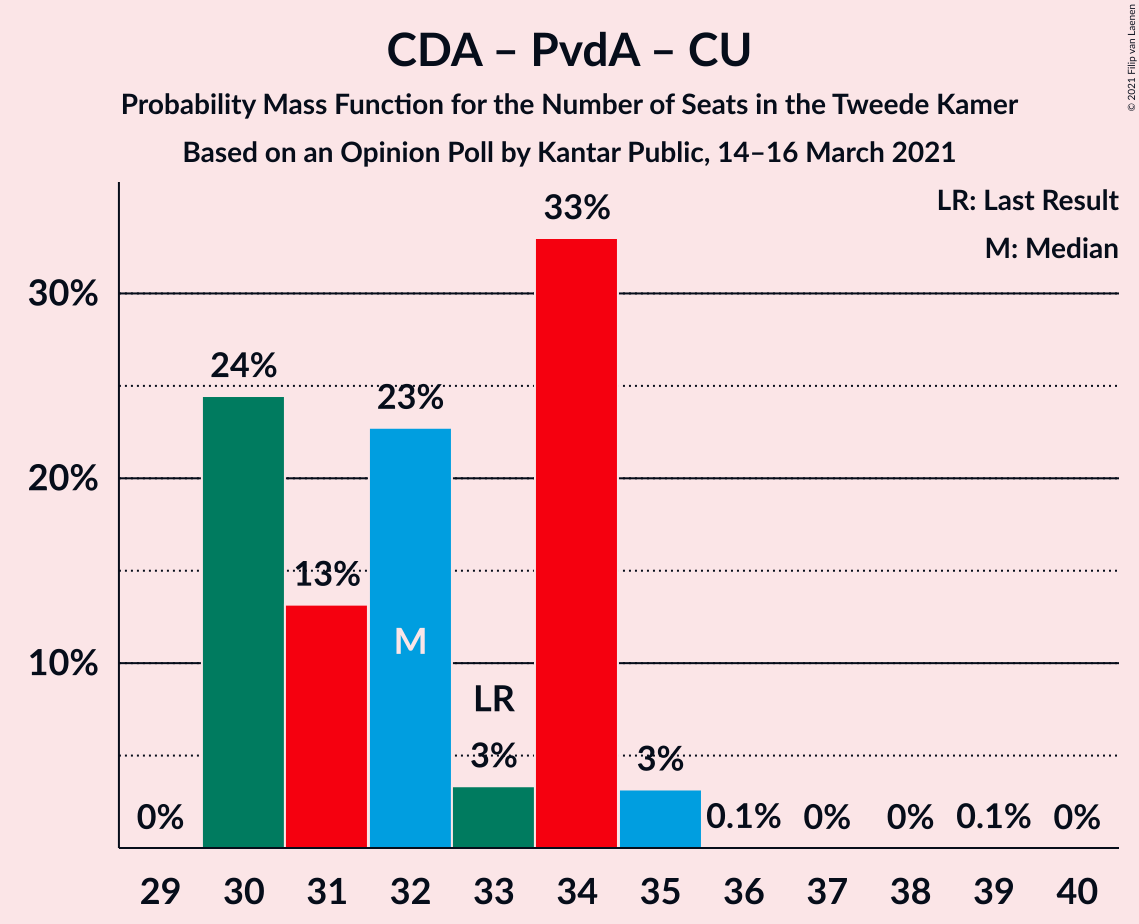 CDA – PvdA – CU
Probability Mass Function for the Number of Seats in the Tweede Kamer
Based on an Opinion Poll by Kantar Public, 14–16 March 2021
© 2021 Filip van Laenen
LR: Last Result
M: Median
30%
20%
10%
0%
24%
13%
23%
M
LR
3%
33%
3%
0.1%
0%
0%
0.1%
0%
29 30 31 32 33 34 35 36 37 38 39 40